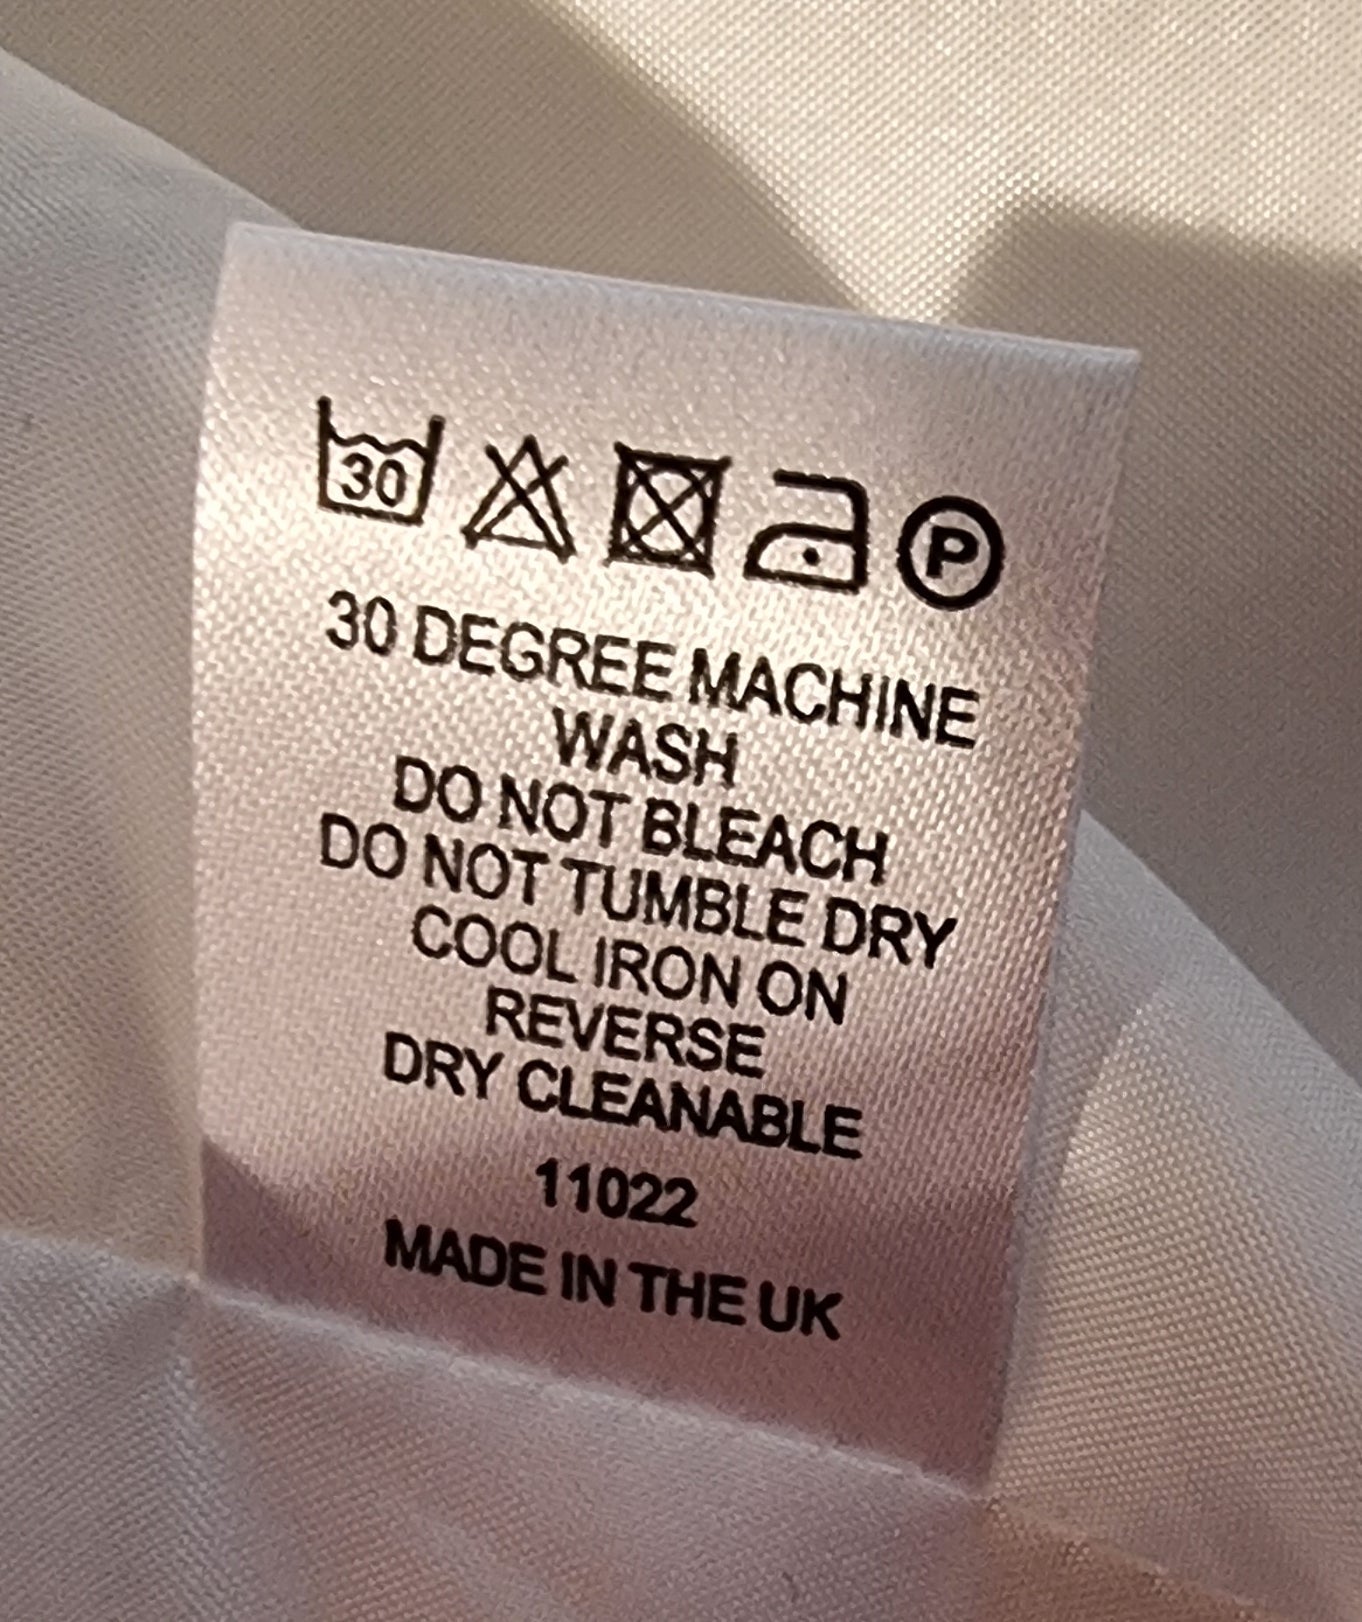 30 P
30 DEGREE MACHINE
WASH
DO NOT BLEACH
DO NOT TUMBLE DRY
COOL IRON ON
REVERSE
DRY CLEANABLE
11022
MADE IN THE UK